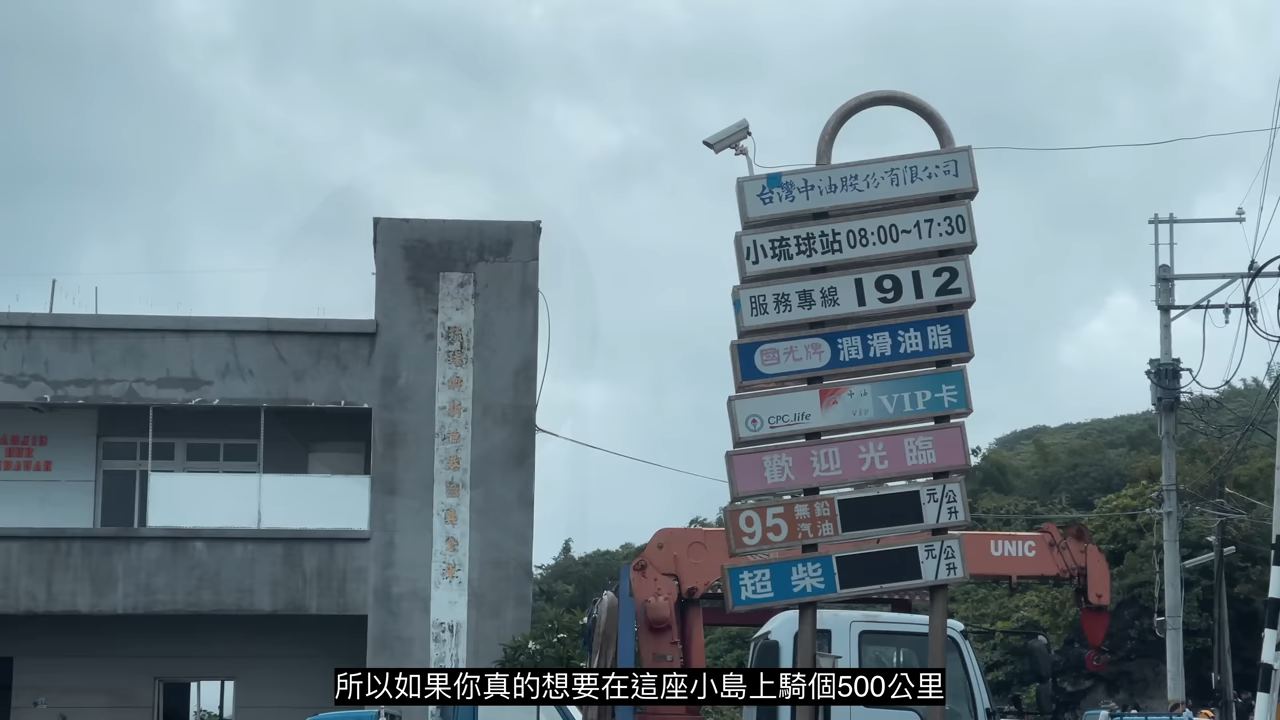 台灣中油股份有限公司
小琉球站08:00~17:30
服務專線 1912
國光牌 潤滑油脂
CPC.life 中油 VIP VIP卡
歡迎光臨
95 無鉛汽油 元/公升
超柴 元/公升
UNIC
所以如果你真的想要在這座小島上騎個500公里